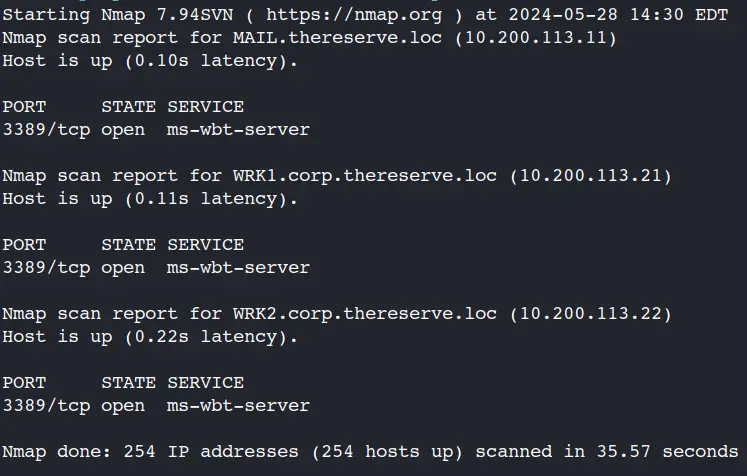 Starting Nmap 7.94SVN ( https://nmap.org ) at 2024-05-28 14:30 EDT
Nmap scan report for MAIL.thereserve.loc (10.200.113.11)
Host is up (0.10s latency).
PORT     STATE SERVICE
3389/tcp open  ms-wbt-server
Nmap scan report for WRK1.corp.thereserve.loc (10.200.113.21)
Host is up (0.11s latency).
PORT     STATE SERVICE
3389/tcp open  ms-wbt-server
Nmap scan report for WRK2.corp.thereserve.loc (10.200.113.22)
Host is up (0.22s latency).
PORT     STATE SERVICE
3389/tcp open  ms-wbt-server
Nmap done: 254 IP addresses (254 hosts up) scanned in 35.57 seconds